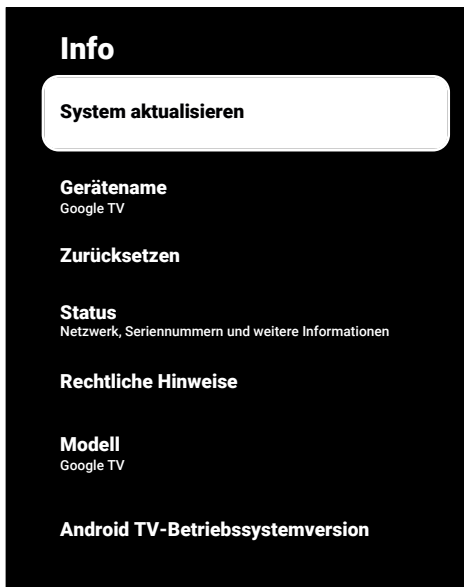 Info
System aktualisieren
Gerätename
Google TV
Zurücksetzen
Status
Netzwerk, Seriennummern und weitere Informationen
Rechtliche Hinweise
Modell
Google TV
Android TV-Betriebssystemversion